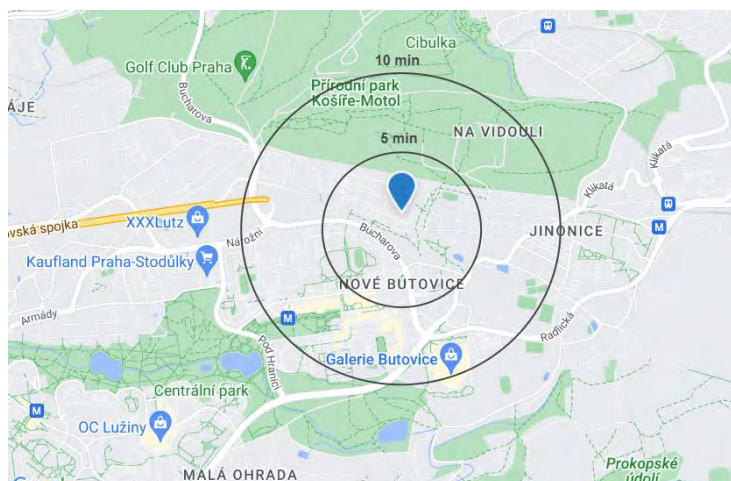 Cibulka
10 min
Golf Club Praha
Přírodní park
Košíře-Motol
ÁJE
Bucharova
5 min
NA VIDOULI
Klikatá
Klikatá
M
XXXLutz
ovská spojka
Nárožní
Bucharova
JINONICE
Kaufland Praha-Stodůlky
NOVÉ BUTOVICE
Armády
M
Radlická
Pod Hranicí
Galerie Butovice
Centrální park
M
OC Lužiny
MALÁ OHRADA
Prokopské
údolí